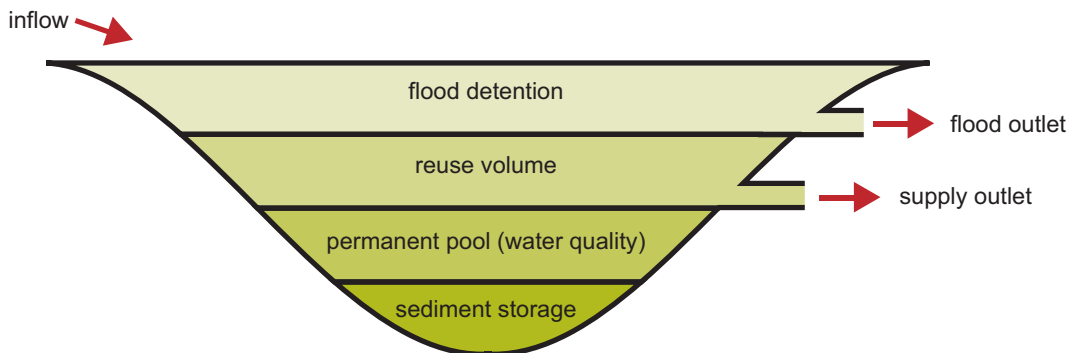 inflow
flood detention
flood outlet
reuse volume
supply outlet
permanent pool (water quality)
sediment storage